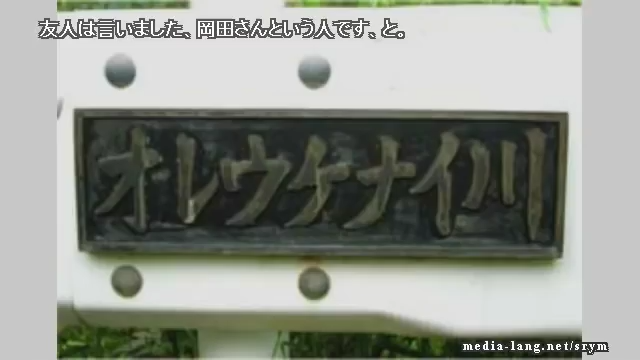 友人は言いました、岡田さんという人です、と。
オレウケナイ川
media-lang.net/srym